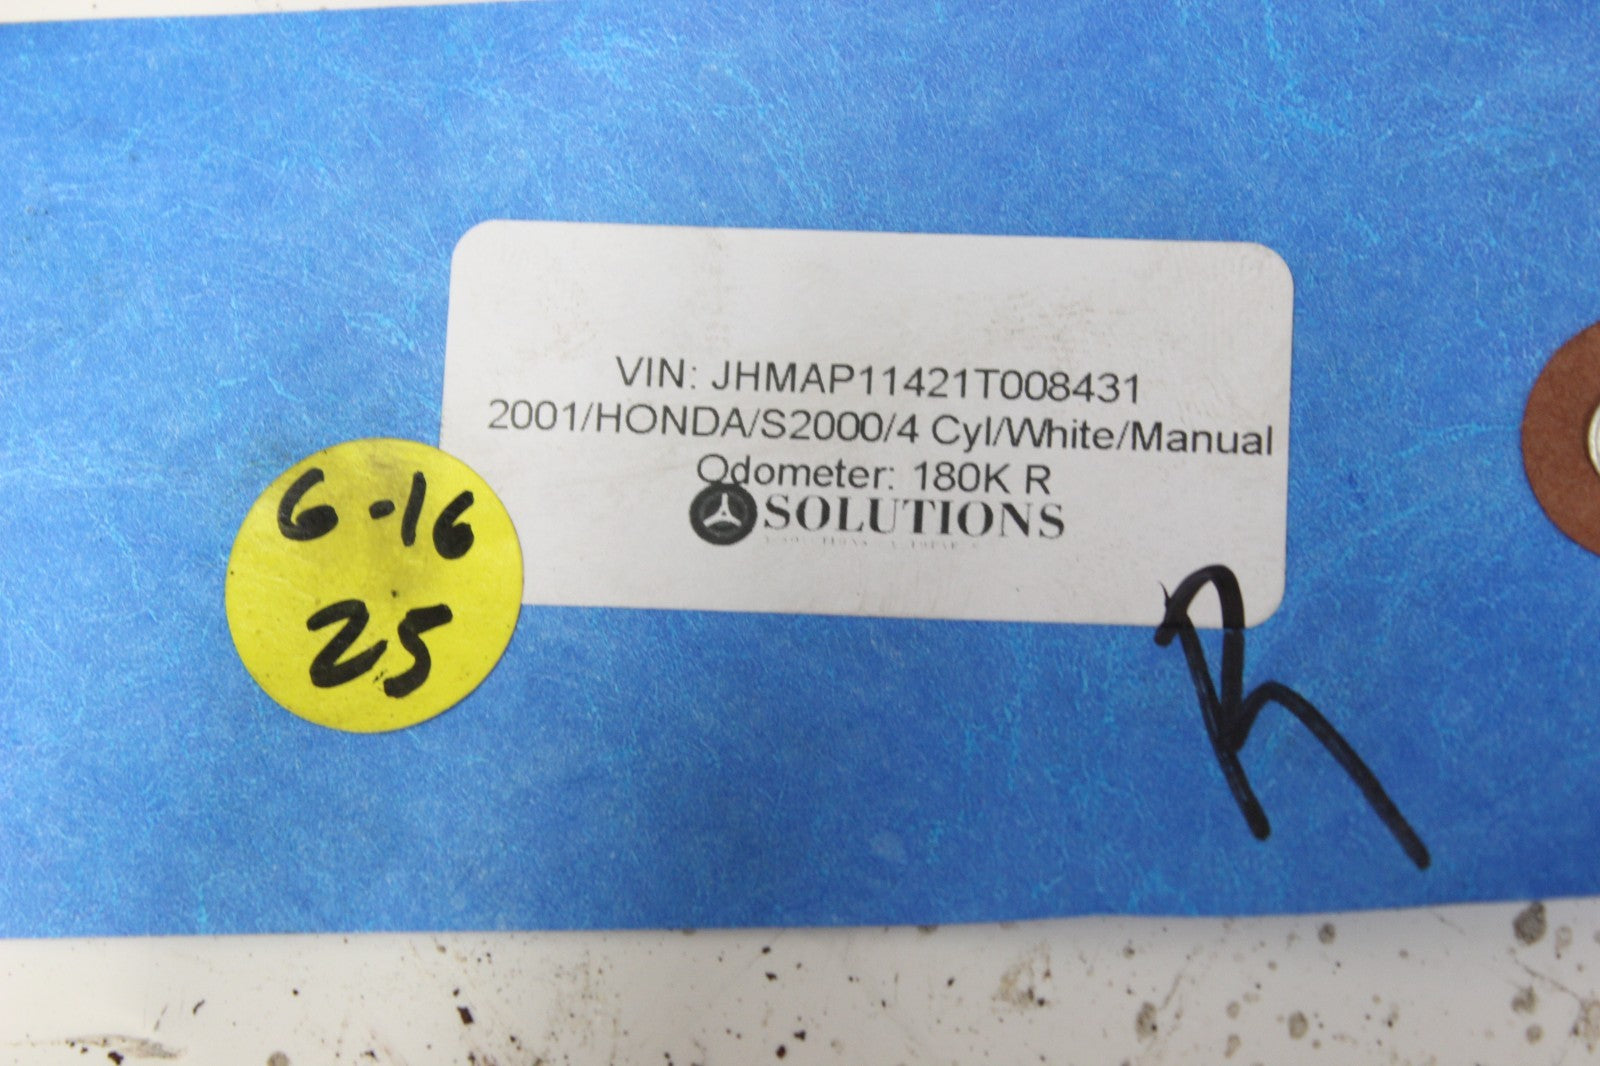 VIN: JHMAP11421T008431
2001/HONDA/S2000/4 Cyl/White/Manual
Odometer: 180K R
SOLUTIONS
6-16
25
R